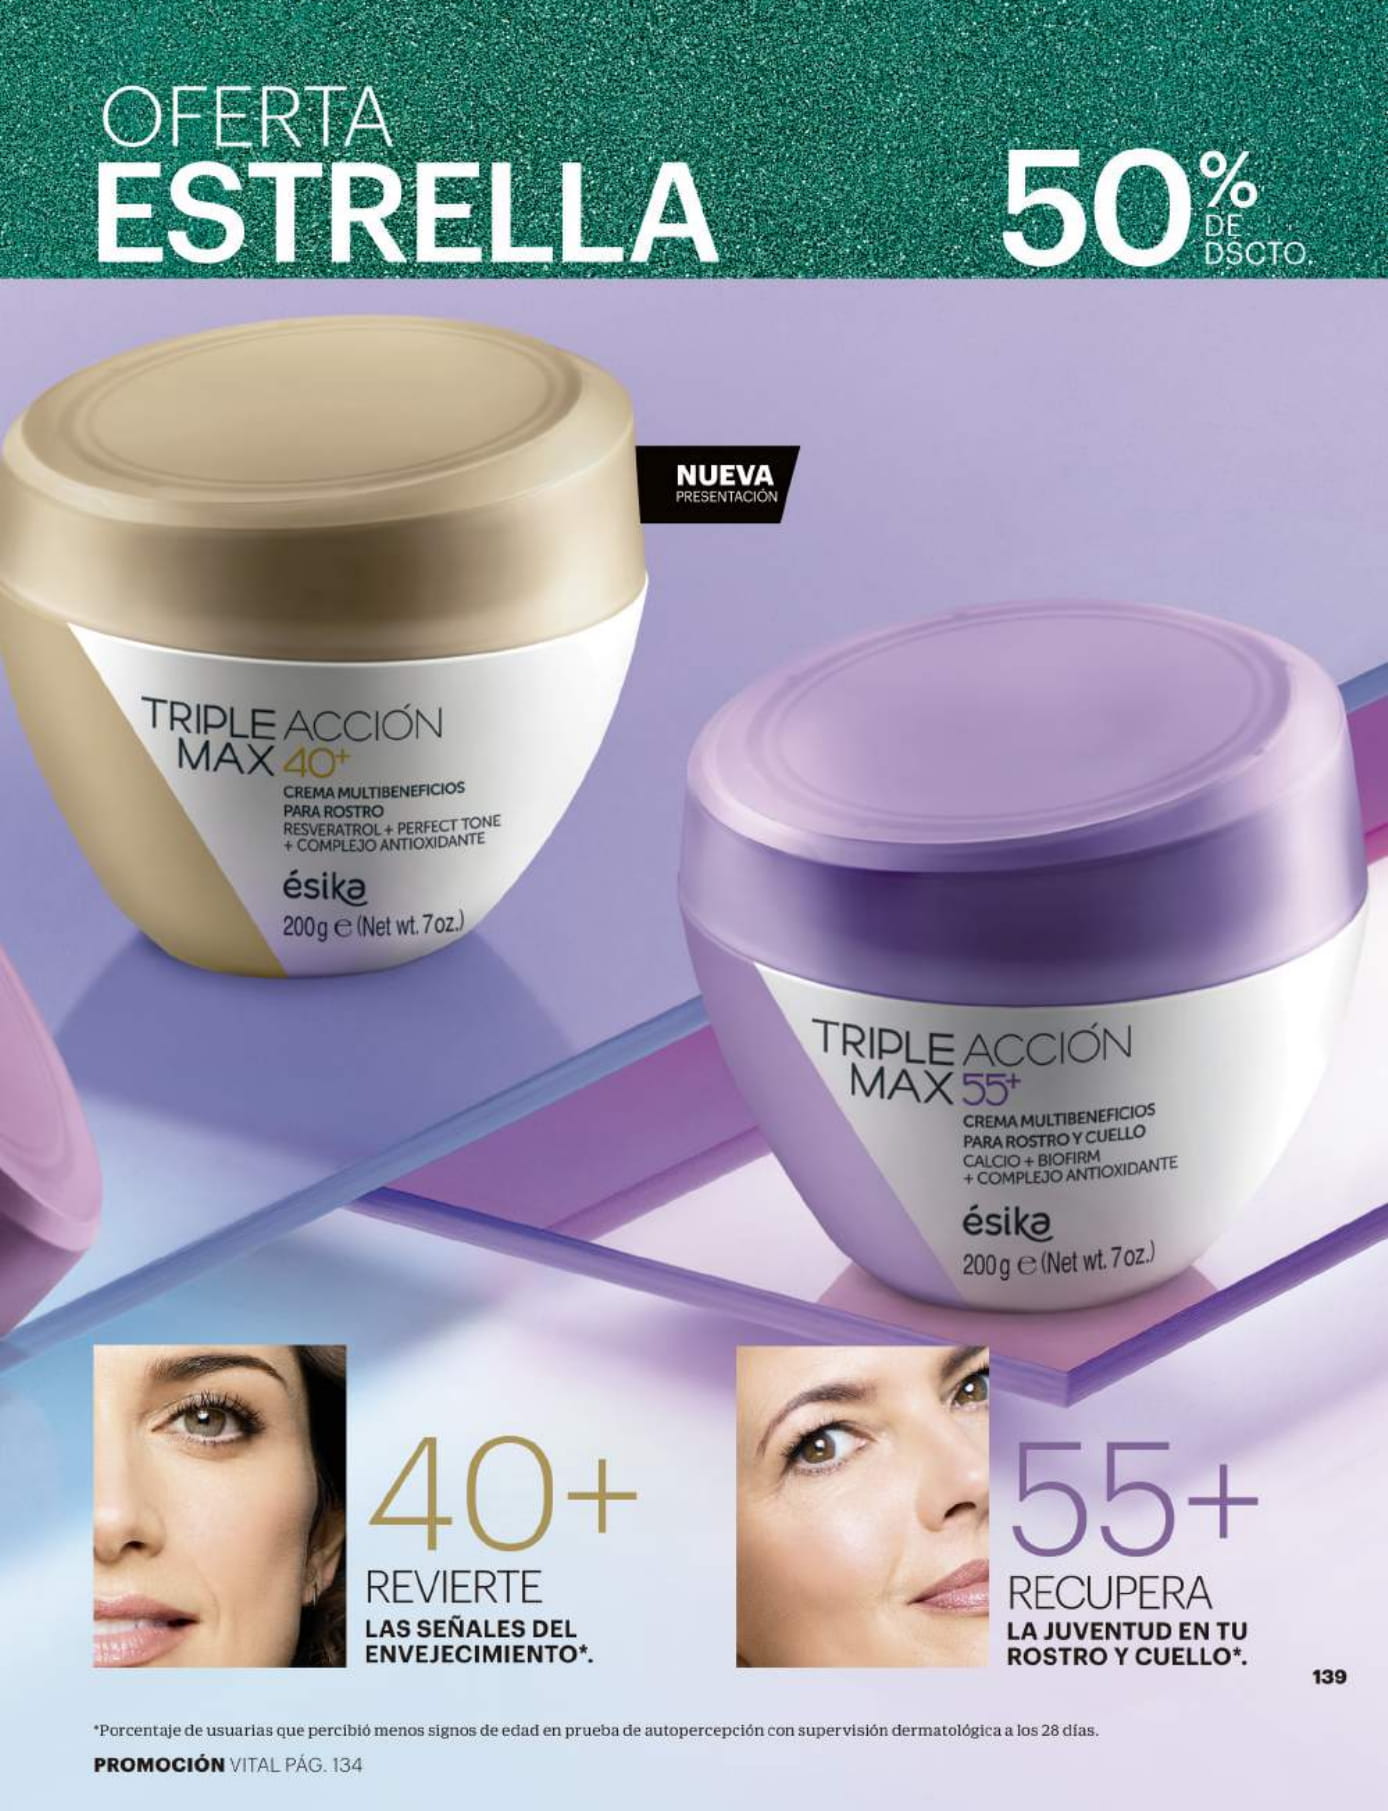 OFERTA
ESTRELLA
50%
DE
DSCTO.
NUEVA
PRESENTACIÓN
TRIPLE ACCIÓN
MAX 40+
CREMA MULTIBENEFICIOS
PARA ROSTRO
RESVERATROL + PERFECT TONE
+ COMPLEJO ANTIOXIDANTE
ésika
200g e (Net wt. 7 oz.)
TRIPLE ACCIÓN
MAX 55+
CREMA MULTIBENEFICIOS
PARA ROSTRO Y CUELLO
CALCIO + BIOFIRM
+ COMPLEJO ANTIOXIDANTE
ésika
200g e (Net wt. 7 oz.)
40+
REVIERTE
LAS SEÑALES DEL
ENVEJECIMIENTO*.
55+
RECUPERA
LA JUVENTUD EN TU
ROSTRO Y CUELLO*.
139
*Porcentaje de usuarias que percibió menos signos de edad en prueba de autopercepción con supervisión dermatológica a los 28 días.
PROMOCIÓN VITAL PÁG. 134